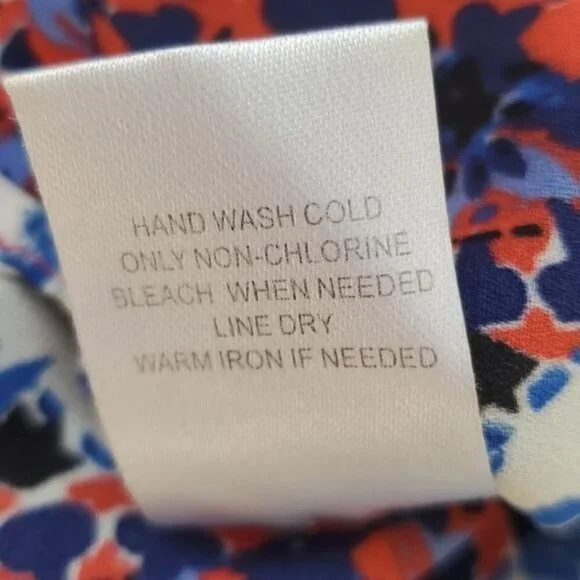 HAND WASH COLD
ONLY NON-CHLORINE
BLEACH WHEN NEEDED
LINE DRY
WARM IRON IF NEEDED